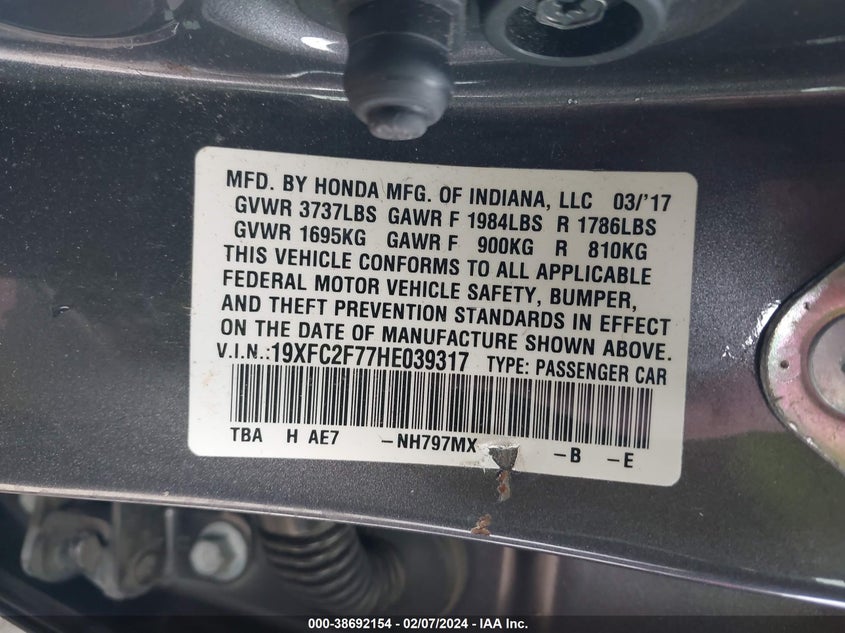 MFD. BY HONDA MFG. OF INDIANA, LLC 03/'17
GVWR 3737LBS GAWR F 1984LBS R 1786LBS
GVWR 1695KG GAWR F 900KG R 810KG
THIS VEHICLE CONFORMS TO ALL APPLICABLE
FEDERAL MOTOR VEHICLE SAFETY, BUMPER,
AND THEFT PREVENTION STANDARDS IN EFFECT
ON THE DATE OF MANUFACTURE SHOWN ABOVE.
V.I.N.:19XFC2F77HE039317 TYPE: PASSENGER CAR
TBA H AE7 -NH797MX -B -E
000-38692154 - 02/07/2024 - IAA Inc.